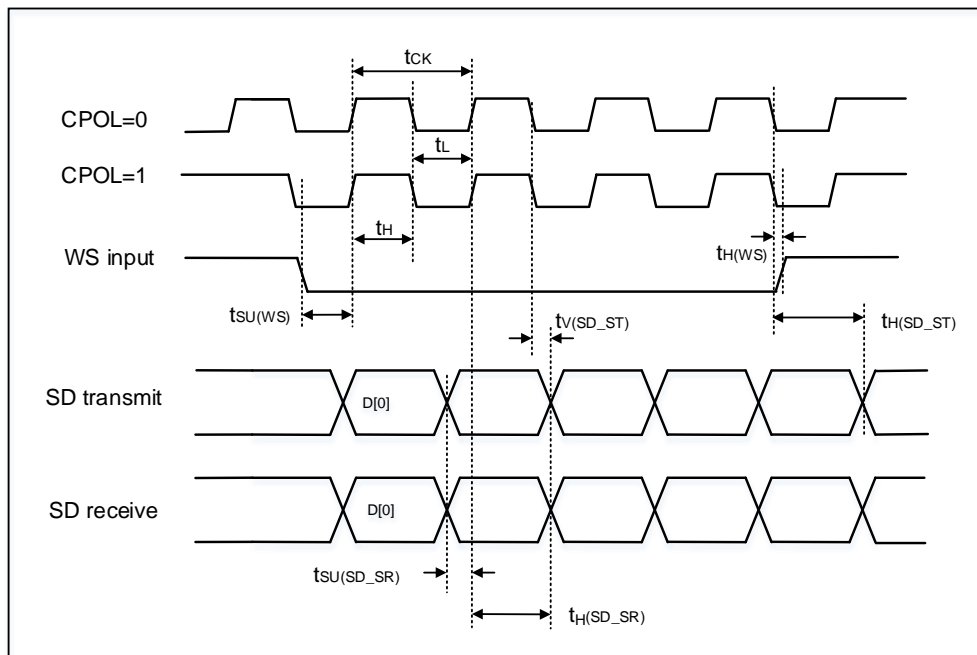 tCK
CPOL=0
tL
CPOL=1
tH
tH(WS)
WS input
tSU(WS)
tV(SD_ST)
tH(SD_ST)
SD transmit
D[0]
SD receive
D[0]
tSU(SD_SR)
tH(SD_SR)